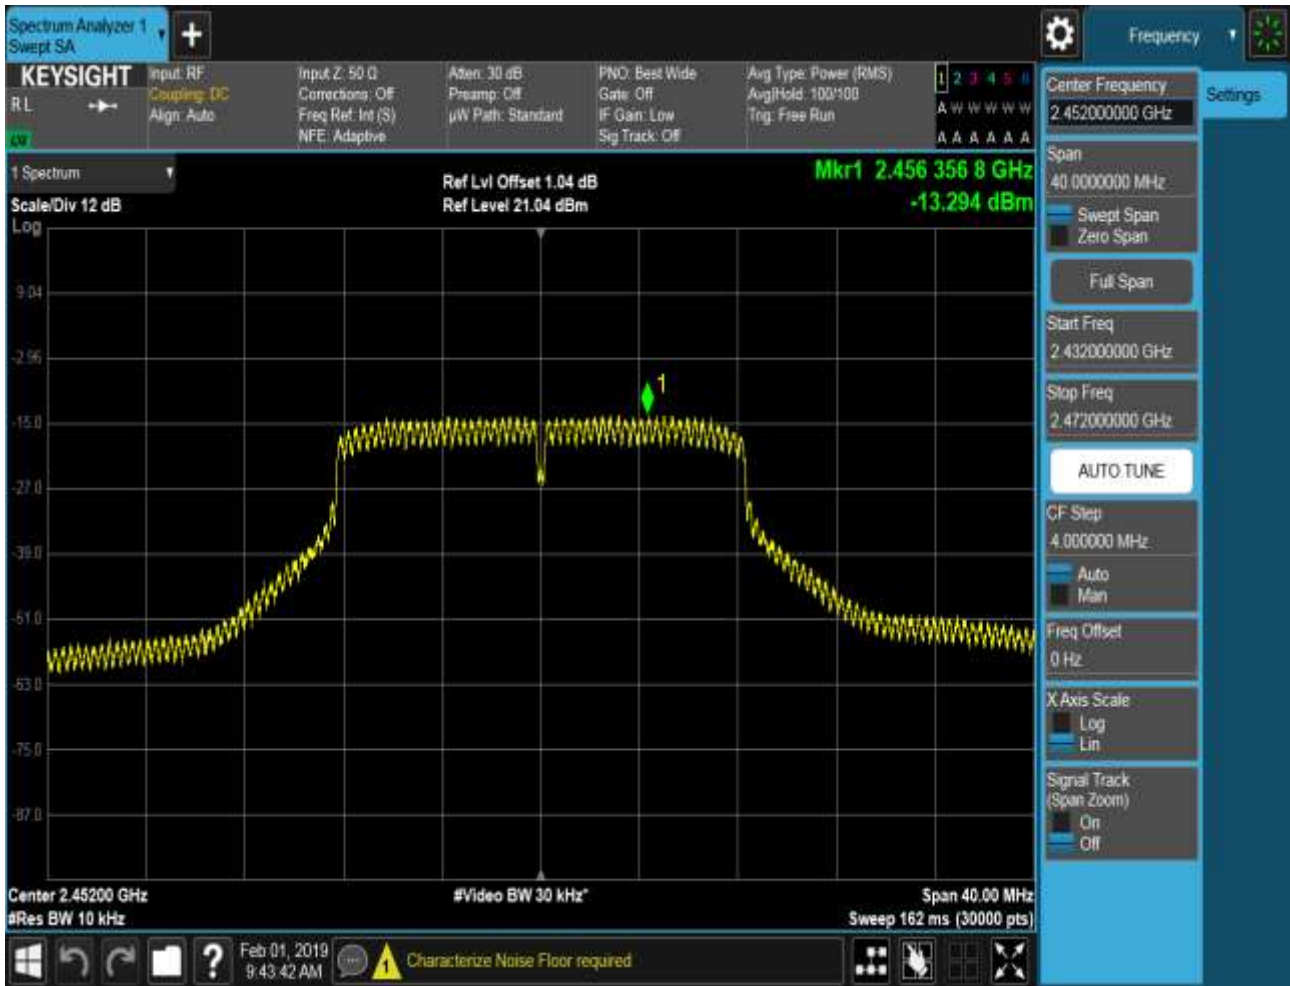 Spectrum Analyzer 1
Swept SA
+
Frequency
KEYSIGHT
RL
Input: RF
Coupling: DC
Align: Auto
Input Z: 50 Ω
Corrections: Off
Freq Ref: Int (S)
NFE: Adaptive
Atten: 30 dB
Preamp: Off
µW Path: Standard
PNO: Best Wide
Gate: Off
IF Gain: Low
Sig Track: Off
Avg Type: Power (RMS)
Avg|Hold: 100/100
Trig: Free Run
1 2 3 4 5 6
A W W W W W
A A A A A A
Center Frequency
2.452000000 GHz
Settings
Span
40.0000000 MHz
Swept Span
Zero Span
Full Span
Start Freq
2.432000000 GHz
Stop Freq
2.472000000 GHz
AUTO TUNE
CF Step
4.000000 MHz
Auto
Man
Freq Offset
0 Hz
X Axis Scale
Log
Lin
Signal Track
(Span Zoom)
On
Off
1 Spectrum
Scale/Div 12 dB
Log
Ref Lvl Offset 1.04 dB
Ref Level 21.04 dBm
Mkr1 2.456 356 8 GHz
-13.294 dBm
9.04
-2.96
1
-15.0
-27.0
-39.0
-51.0
-63.0
-75.0
-87.0
Center 2.45200 GHz
#Video BW 30 kHz*
Span 40.00 MHz
#Res BW 10 kHz
Sweep 162 ms (30000 pts)
?
Feb 01, 2019
9:43:42 AM
1
Characterize Noise Floor required